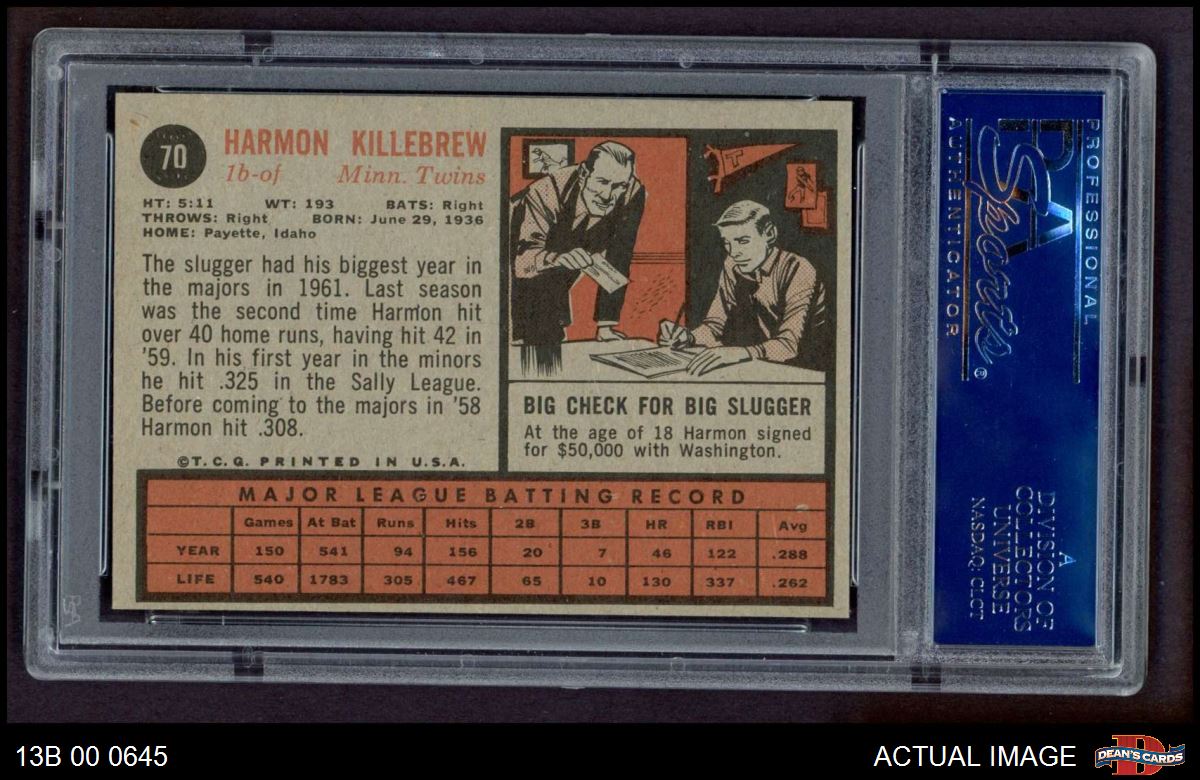 70
HARMON KILLEBREW
1b-of Minn. Twins
HT: 5:11 WT: 193 BATS: Right
THROWS: Right BORN: June 29, 1936
HOME: Payette, Idaho
The slugger had his biggest year in
the majors in 1961. Last season
was the second time Harmon hit
over 40 home runs, having hit 42 in
'59. In his first year in the minors
he hit .325 in the Sally League.
Before coming to the majors in '58
Harmon hit .308.
©T.C.G. PRINTED IN U.S.A.
T
BIG CHECK FOR BIG SLUGGER
At the age of 18 Harmon signed
for $50,000 with Washington.
MAJOR LEAGUE BATTING RECORD
Games At Bat Runs Hits 2B 3B HR RBI Avg
YEAR 150 541 94 156 20 7 46 122 .288
LIFE 540 1783 305 467 65 10 130 337 .262
PROFESSIONAL
PSA
Sports®
AUTHENTICATOR
A
DIVISION OF
COLLECTORS
UNIVERSE
NASDAQ: CLCT
PSA
13B 00 0645
ACTUAL IMAGE
DEAN'S CARDS